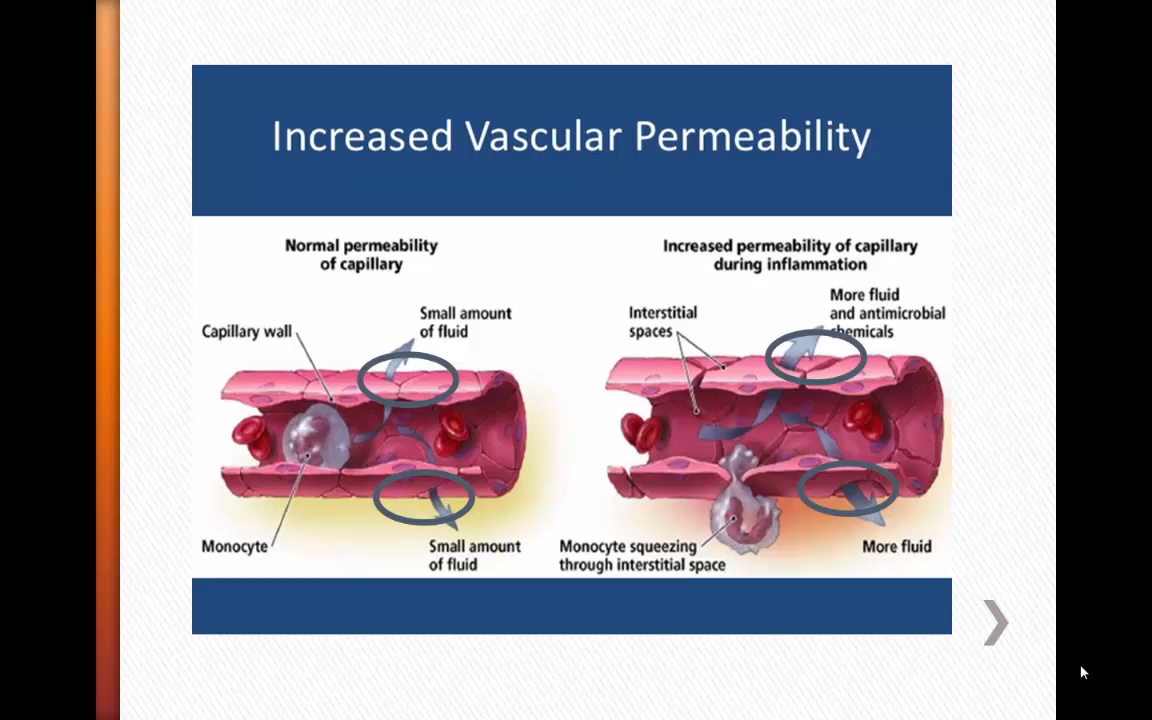 Increased Vascular Permeability
Normal permeability
of capillary
Small amount
of fluid
Capillary wall
Monocyte
Small amount
of fluid
Increased permeability of capillary
during inflammation
More fluid
and antimicrobial
chemicals
Interstitial
spaces
Monocyte squeezing
through interstitial space
More fluid